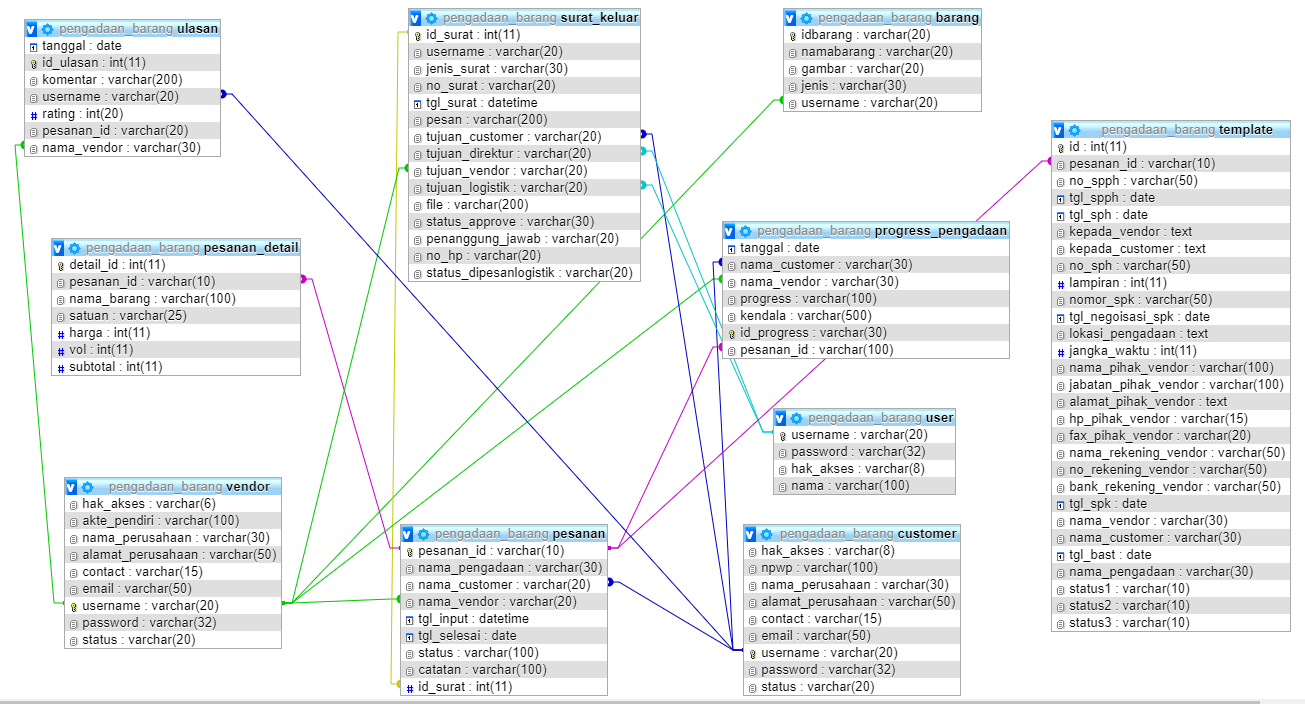 pengadaan_barang ulasan
tanggal : date
id_ulasan : int(11)
komentar : varchar(200)
username : varchar(20)
rating : int(20)
pesanan_id : varchar(20)
nama_vendor : varchar(30)
pengadaan_barang surat_keluar
id_surat : int(11)
username : varchar(20)
jenis_surat : varchar(30)
no_surat : varchar(20)
tgl_surat : datetime
pesan : varchar(200)
tujuan_customer : varchar(20)
tujuan_direktur : varchar(20)
tujuan_vendor : varchar(20)
tujuan_logistik : varchar(20)
file : varchar(200)
status_approve : varchar(30)
penanggung_jawab : varchar(20)
no_hp : varchar(20)
status_dipesanlogistik : varchar(20)
pengadaan_barang barang
idbarang : varchar(20)
namabarang : varchar(20)
gambar : varchar(20)
jenis : varchar(30)
username : varchar(20)
pengadaan_barang template
id : int(11)
pesanan_id : varchar(10)
no_spph : varchar(50)
tgl_spph : date
tgl_sph : date
kepada_vendor : text
kepada_customer : text
no_sph : varchar(50)
lampiran : int(11)
nomor_spk : varchar(50)
tgl_negoisasi_spk : date
lokasi_pengadaan : text
jangka_waktu : int(11)
nama_pihak_vendor : varchar(100)
jabatan_pihak_vendor : varchar(100)
alamat_pihak_vendor : text
hp_pihak_vendor : varchar(15)
fax_pihak_vendor : varchar(20)
nama_rekening_vendor : varchar(50)
no_rekening_vendor : varchar(50)
bank_rekening_vendor : varchar(50)
tgl_spk : date
nama_vendor : varchar(30)
nama_customer : varchar(30)
tgl_bast : date
nama_pengadaan : varchar(30)
status1 : varchar(10)
status2 : varchar(10)
status3 : varchar(10)
pengadaan_barang pesanan_detail
detail_id : int(11)
pesanan_id : varchar(10)
nama_barang : varchar(100)
satuan : varchar(25)
harga : int(11)
vol : int(11)
subtotal : int(11)
pengadaan_barang progress_pengadaan
tanggal : date
nama_customer : varchar(30)
nama_vendor : varchar(30)
progress : varchar(100)
kendala : varchar(500)
id_progress : varchar(30)
pesanan_id : varchar(100)
pengadaan_barang user
username : varchar(20)
password : varchar(32)
hak_akses : varchar(8)
nama : varchar(100)
pengadaan_barang vendor
hak_akses : varchar(6)
akte_pendiri : varchar(100)
nama_perusahaan : varchar(30)
alamat_perusahaan : varchar(50)
contact : varchar(15)
email : varchar(50)
username : varchar(20)
password : varchar(32)
status : varchar(20)
pengadaan_barang pesanan
pesanan_id : varchar(10)
nama_pengadaan : varchar(30)
nama_customer : varchar(20)
nama_vendor : varchar(20)
tgl_input : datetime
tgl_selesai : date
status : varchar(100)
catatan : varchar(100)
id_surat : int(11)
pengadaan_barang customer
hak_akses : varchar(8)
npwp : varchar(100)
nama_perusahaan : varchar(30)
alamat_perusahaan : varchar(50)
contact : varchar(15)
email : varchar(50)
username : varchar(20)
password : varchar(32)
status : varchar(20)